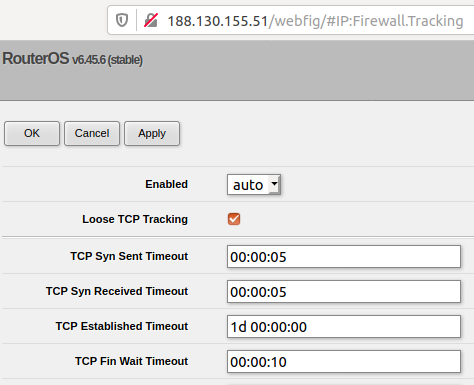 188.130.155.51/webfig/#IP:Firewall.Tracking
RouterOS v6.45.6 (stable)
OK Cancel Apply
Enabled auto
Loose TCP Tracking
TCP Syn Sent Timeout 00:00:05
TCP Syn Received Timeout 00:00:05
TCP Established Timeout 1d 00:00:00
TCP Fin Wait Timeout 00:00:10